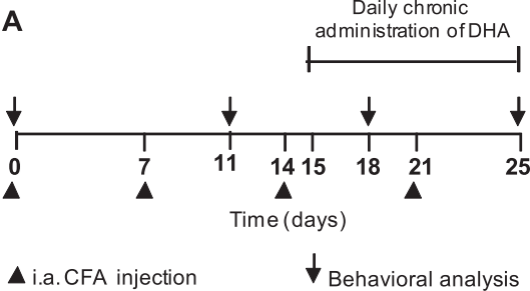 A
Daily chronic
administration of DHA
0 7 11 14 15 18 21 25
Time (days)
i.a. CFA injection
Behavioral analysis